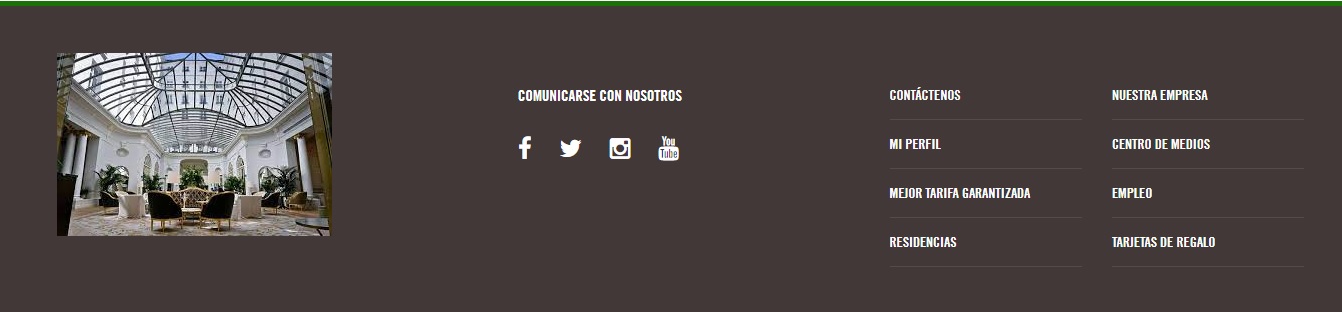 COMUNICARSE CON NOSOTROS
You
Tube
CONTÁCTENOS
MI PERFIL
MEJOR TARIFA GARANTIZADA
RESIDENCIAS
NUESTRA EMPRESA
CENTRO DE MEDIOS
EMPLEO
TARJETAS DE REGALO